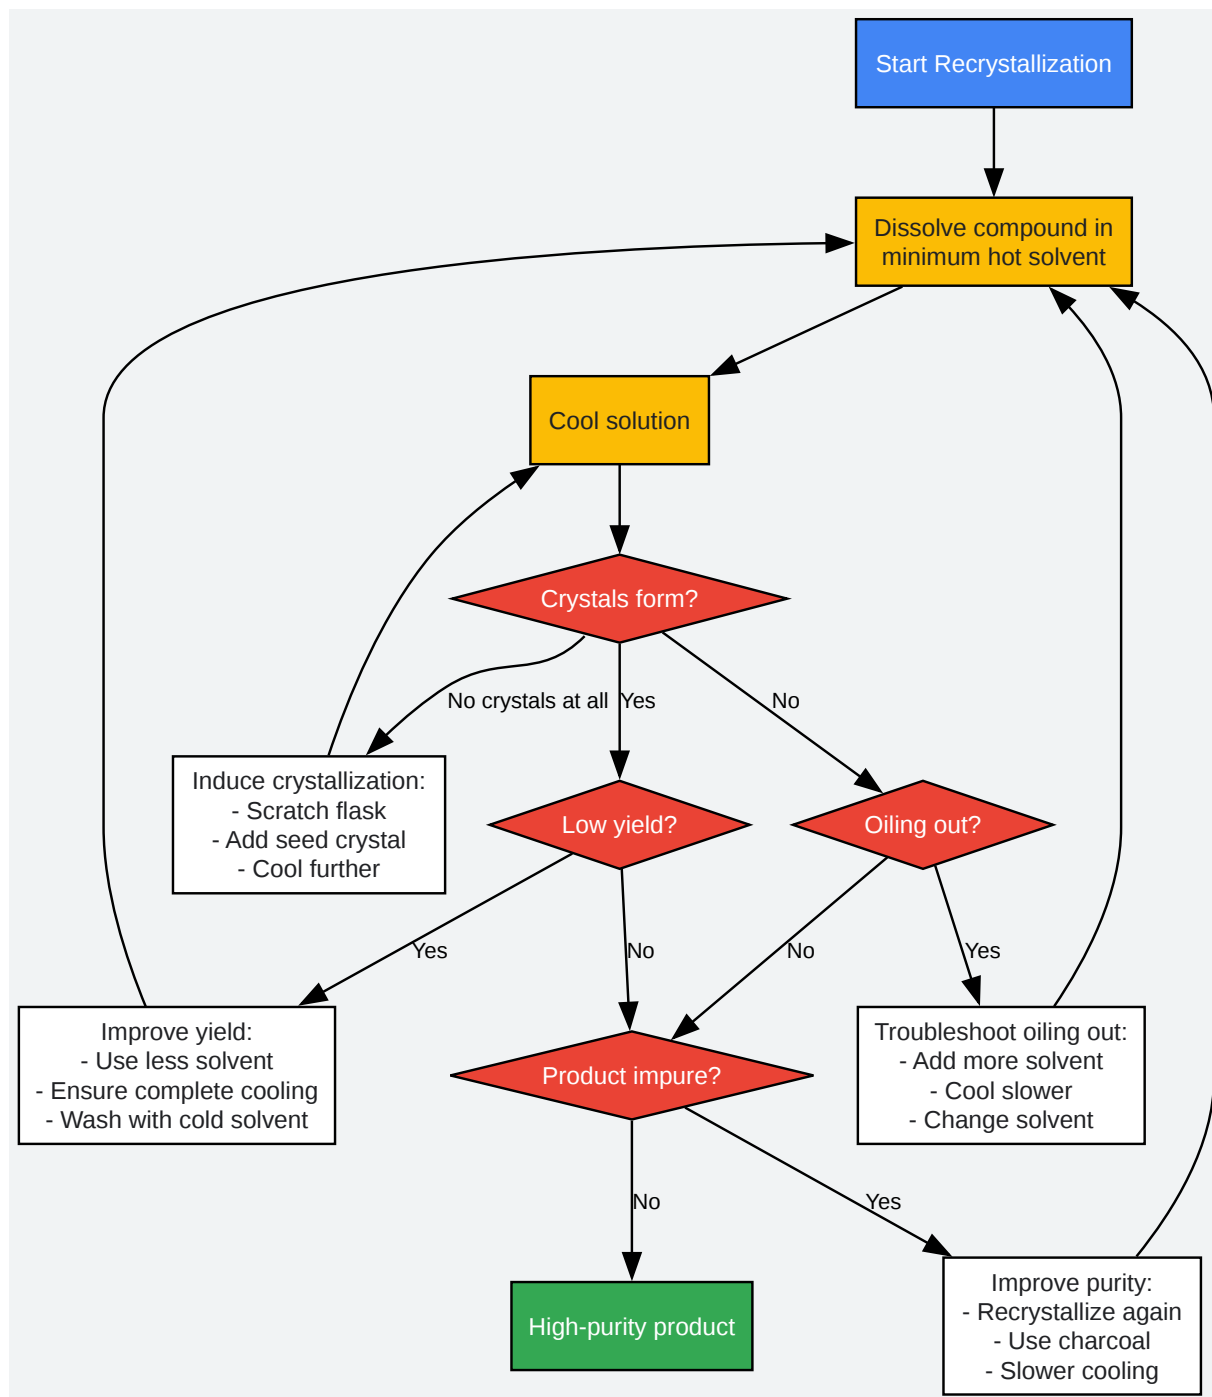 Start Recrystallization
Dissolve compound in
minimum hot solvent
Cool solution
Crystals form?
No crystals at all
Yes
No
Induce crystallization:
- Scratch flask
- Add seed crystal
- Cool further
Low yield?
Oiling out?
Yes
No
No
Yes
Improve yield:
- Use less solvent
- Ensure complete cooling
- Wash with cold solvent
Product impure?
Troubleshoot oiling out:
- Add more solvent
- Cool slower
- Change solvent
No
Yes
High-purity product
Improve purity:
- Recrystallize again
- Use charcoal
- Slower cooling